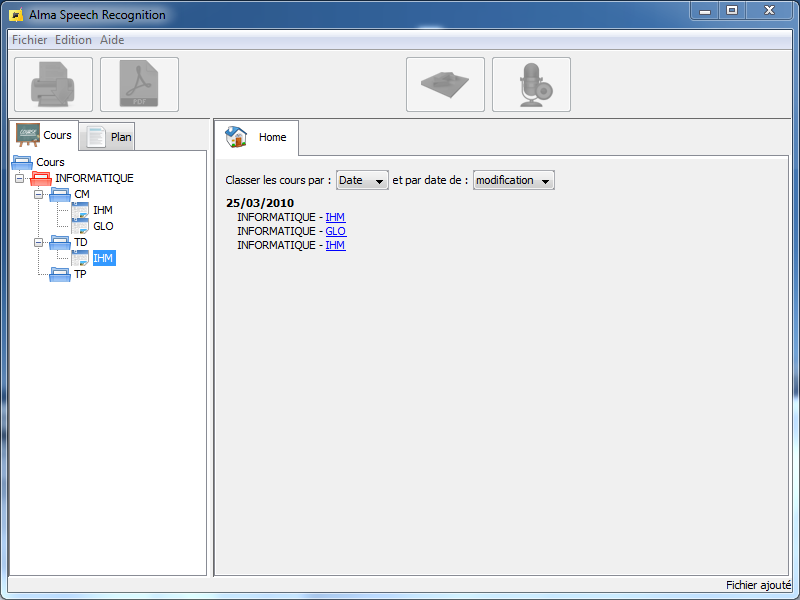 Alma Speech Recognition
Fichier Edition Aide
PDF
Cours Plan
Home
Cours
INFORMATIQUE
CM
IHM
GLO
TD
IHM
TP
Classer les cours par : Date et par date de : modification
25/03/2010
INFORMATIQUE - IHM
INFORMATIQUE - GLO
INFORMATIQUE - IHM
Fichier ajouté